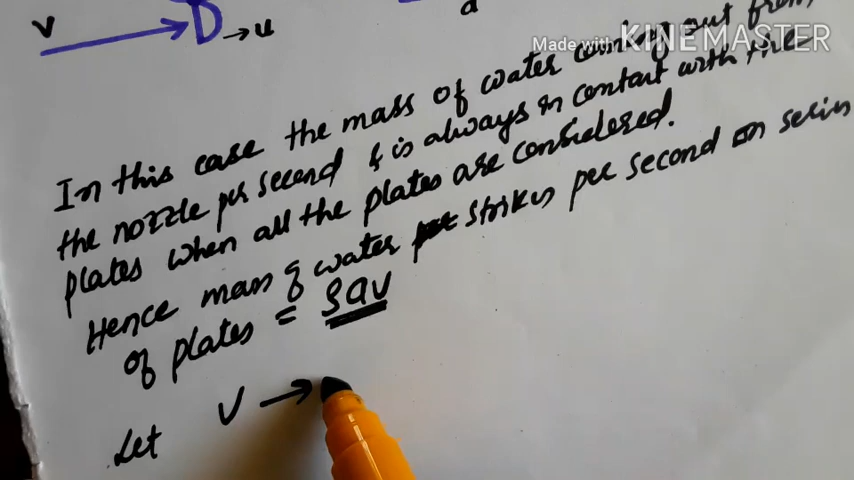 V
→u
a
Made with KINEMASTER
In this case the mass of water coming out from
the nozzle per second & is always in contact with the
plates when all the plates are considered.
Hence mass of water strikes per second on series
of plates = ρav
Let V →